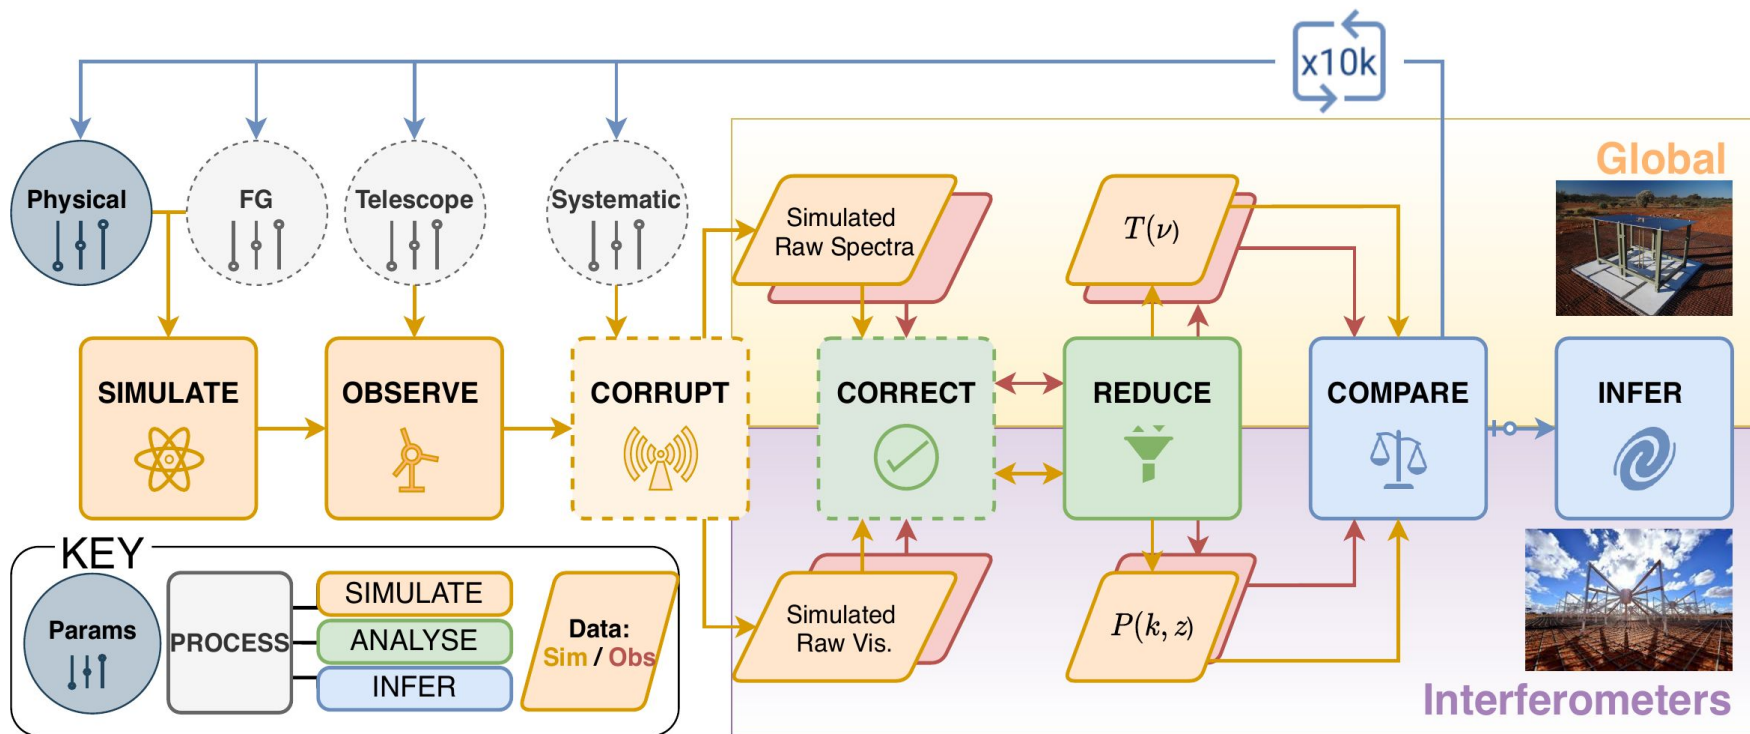 x10k
Global
Physical
FG
Telescope
Systematic
Simulated
Raw Spectra
T(ν)
SIMULATE
OBSERVE
CORRUPT
CORRECT
REDUCE
COMPARE
INFER
KEY
Params
PROCESS
SIMULATE
ANALYSE
INFER
Data:
Sim / Obs
Simulated
Raw Vis.
P(k, z)
Interferometers